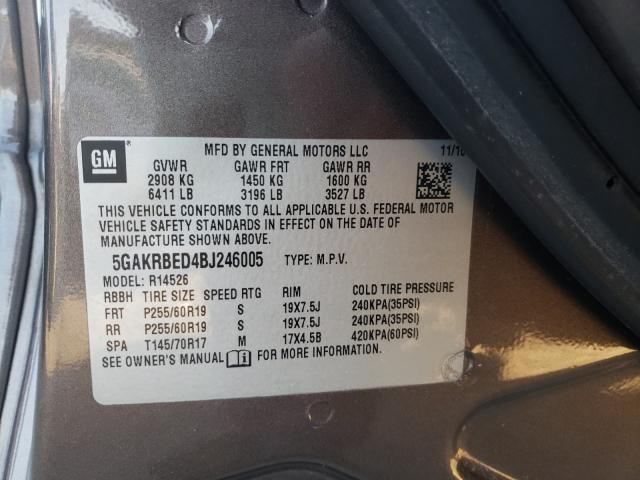 GM
MFD BY GENERAL MOTORS LLC 11/10
GVWR GAWR FRT GAWR RR
2908 KG 1450 KG 1600 KG
6411 LB 3196 LB 3527 LB
THIS VEHICLE CONFORMS TO ALL APPLICABLE U.S. FEDERAL MOTOR
VEHICLE SAFETY STANDARDS IN EFFECT ON THE DATE OF
MANUFACTURE SHOWN ABOVE.
5GAKRBED4BJ246005 TYPE: M.P.V.
MODEL: R14526
RBBH TIRE SIZE SPEED RTG RIM COLD TIRE PRESSURE
FRT P255/60R19 S 19X7.5J 240KPA(35PSI)
RR P255/60R19 S 19X7.5J 240KPA(35PSI)
SPA T145/70R17 M 17X4.5B 420KPA(60PSI)
SEE OWNER'S MANUAL FOR MORE INFORMATION.